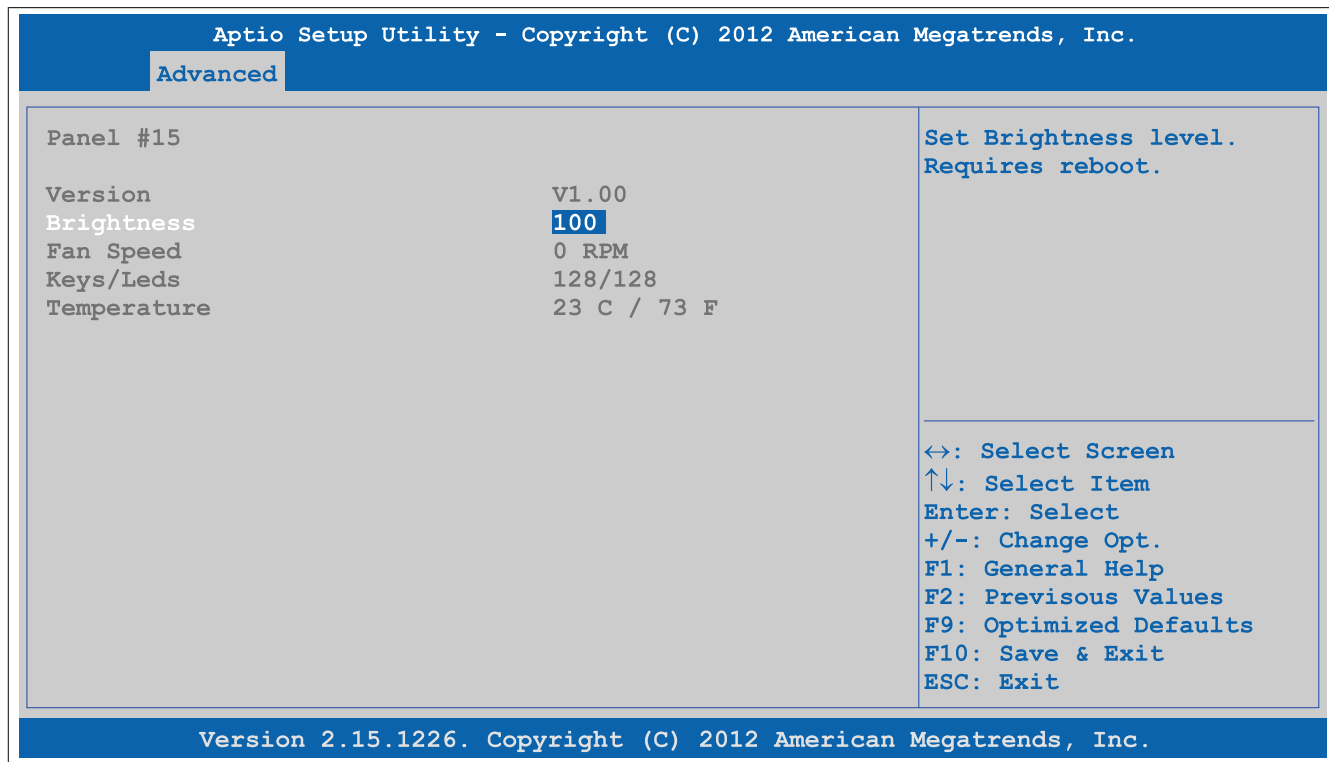 Aptio Setup Utility - Copyright (C) 2012 American Megatrends, Inc.
Advanced
Panel #15
Version V1.00
Brightness 100
Fan Speed 0 RPM
Keys/Leds 128/128
Temperature 23 C / 73 F
Set Brightness level.
Requires reboot.
↔: Select Screen
↑↓: Select Item
Enter: Select
+/-: Change Opt.
F1: General Help
F2: Previsous Values
F9: Optimized Defaults
F10: Save & Exit
ESC: Exit
Version 2.15.1226. Copyright (C) 2012 American Megatrends, Inc.